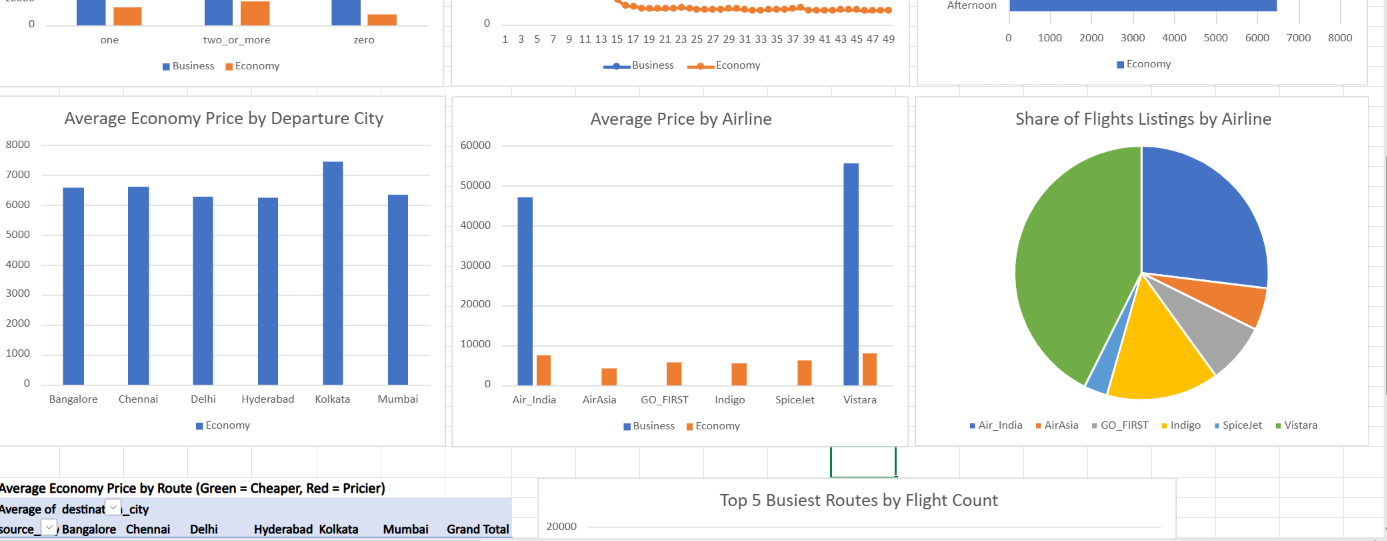 0
one two_or_more zero
Business Economy
0
1 3 5 7 9 11 13 15 17 19 21 23 25 27 29 31 33 35 37 39 41 43 45 47 49
Business Economy
Afternoon
0 1000 2000 3000 4000 5000 6000 7000 8000
Economy
Average Economy Price by Departure City
8000
7000
6000
5000
4000
3000
2000
1000
0
Bangalore Chennai Delhi Hyderabad Kolkata Mumbai
Economy
Average Price by Airline
60000
50000
40000
30000
20000
10000
0
Air_India AirAsia GO_FIRST Indigo SpiceJet Vistara
Business Economy
Share of Flights Listings by Airline
Air_India AirAsia GO_FIRST Indigo SpiceJet Vistara
Average Economy Price by Route (Green = Cheaper, Red = Pricier)
Average of destinat _city
source_ Bangalore Chennai Delhi Hyderabad Kolkata Mumbai Grand Total
Top 5 Busiest Routes by Flight Count
20000